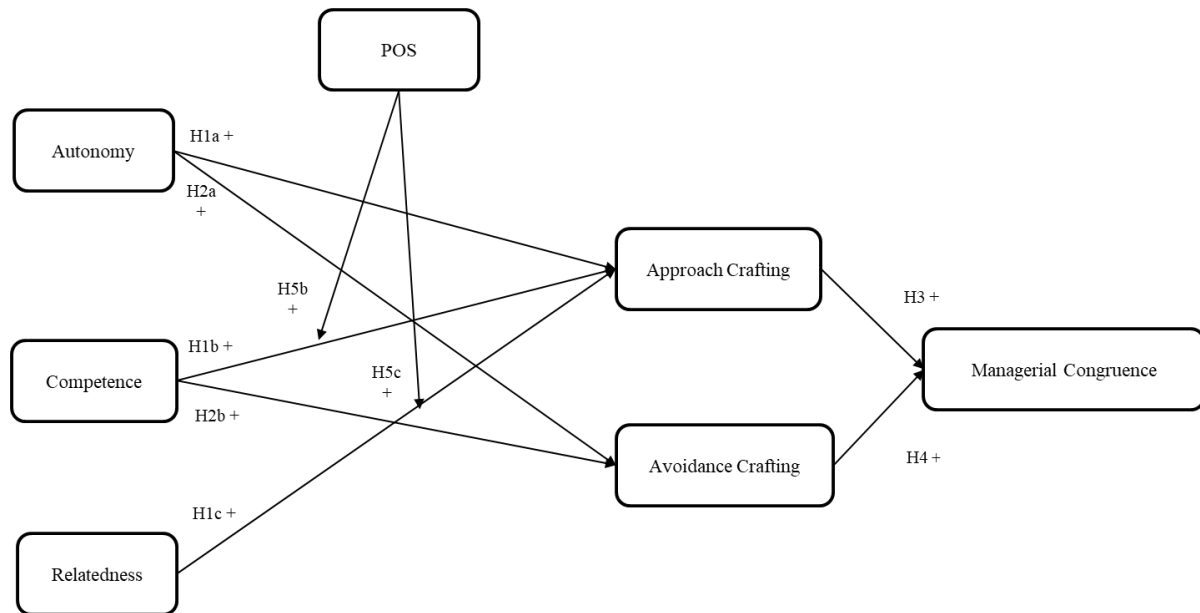 POS
H1a +
Autonomy
H2a
+
Approach Crafting
H5b
+
H3 +
H1b +
Managerial Congruence
H5c
+
Competence
H2b +
H4 +
Avoidance Crafting
H1c +
Relatedness